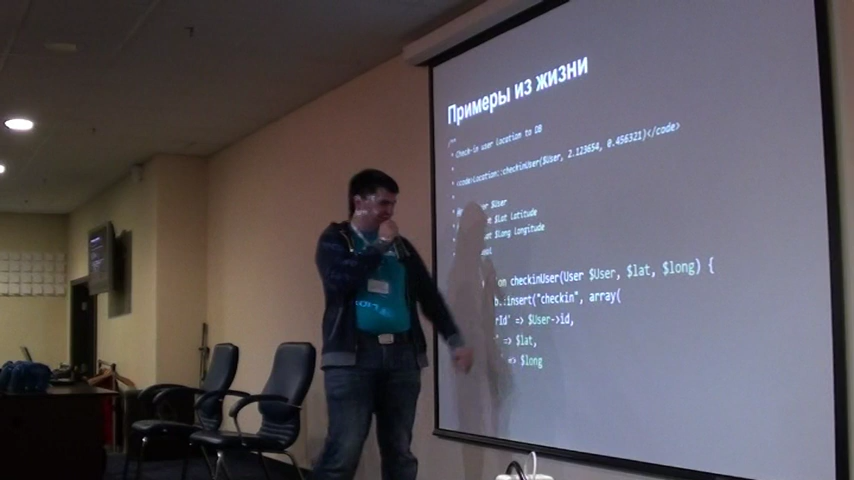 Примеры из жизни
/**
* Check-in user location to DB
*
* <code>Location::checkinUser($User, 2.123654, 0.456321)</code>
*
$User
$lat latitude
$long longitude
on checkinUser(User $User, $lat, $long) {
b::insert("checkin", array(
rId' => $User->id,
' => $lat,
' => $long